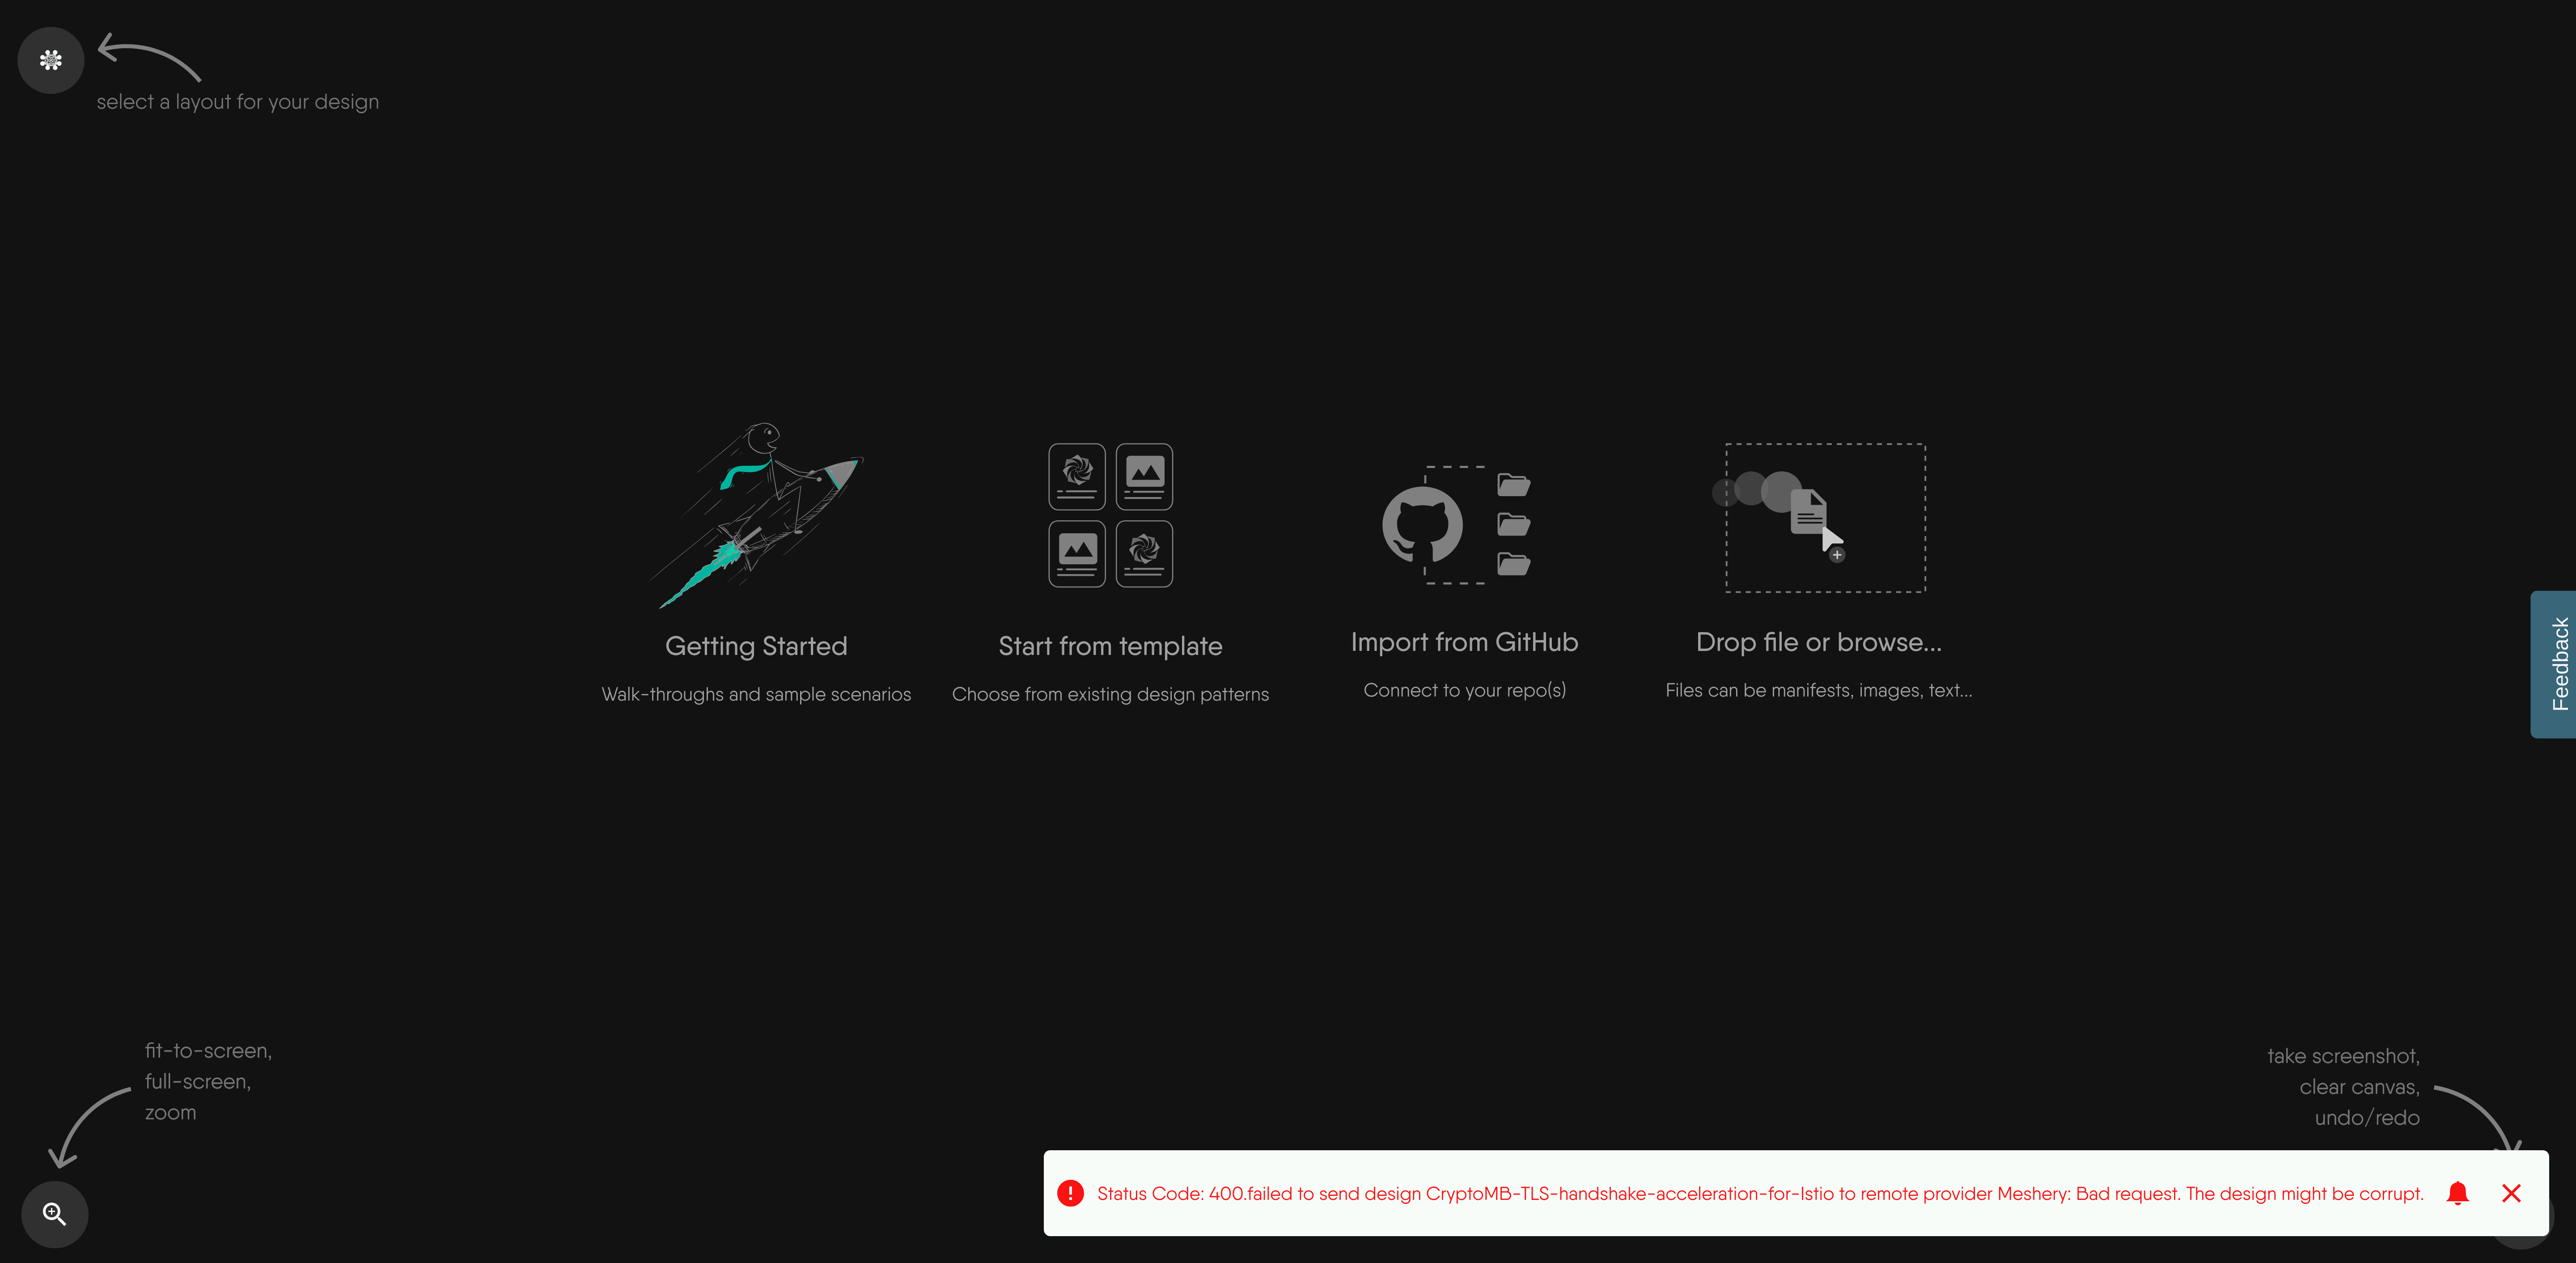 select a layout for your design
Getting Started
Walk-throughs and sample scenarios
Start from template
Choose from existing design patterns
Import from GitHub
Connect to your repo(s)
Drop file or browse...
Files can be manifests, images, text...
Feedback
fit-to-screen,
full-screen,
zoom
take screenshot,
clear canvas,
undo/redo
Status Code: 400.failed to send design CryptoMB-TLS-handshake-acceleration-for-Istio to remote provider Meshery: Bad request. The design might be corrupt.